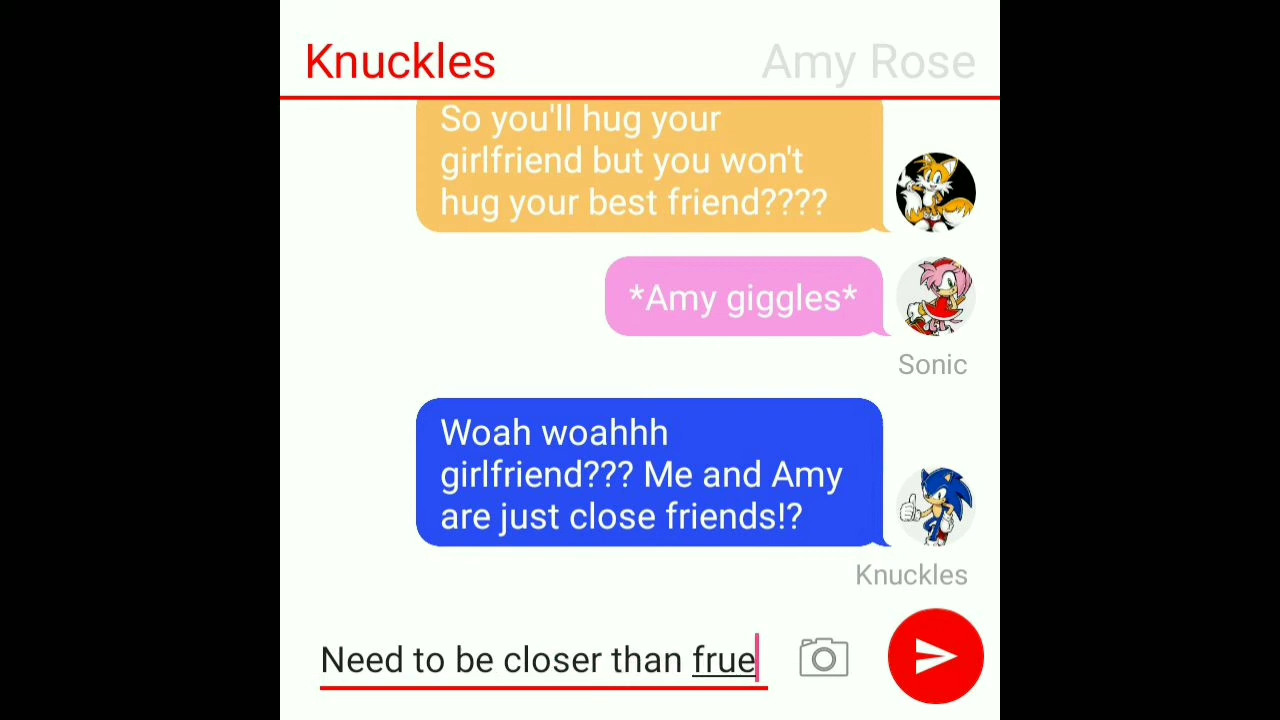 Knuckles
Amy Rose
So you'll hug your
girlfriend but you won't
hug your best friend????
*Amy giggles*
Sonic
Woah woahhh
girlfriend??? Me and Amy
are just close friends!?
Knuckles
Need to be closer than frue